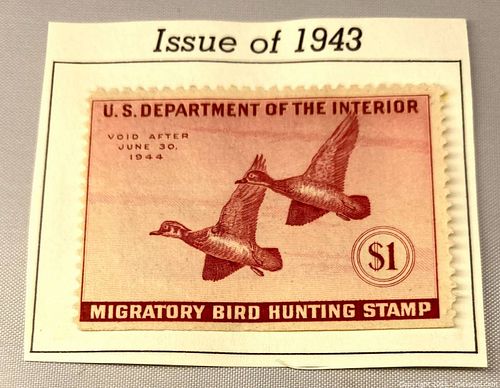 Issue of 1943
U.S. DEPARTMENT OF THE INTERIOR
VOID AFTER
JUNE 30,
1944
$1
MIGRATORY BIRD HUNTING STAMP